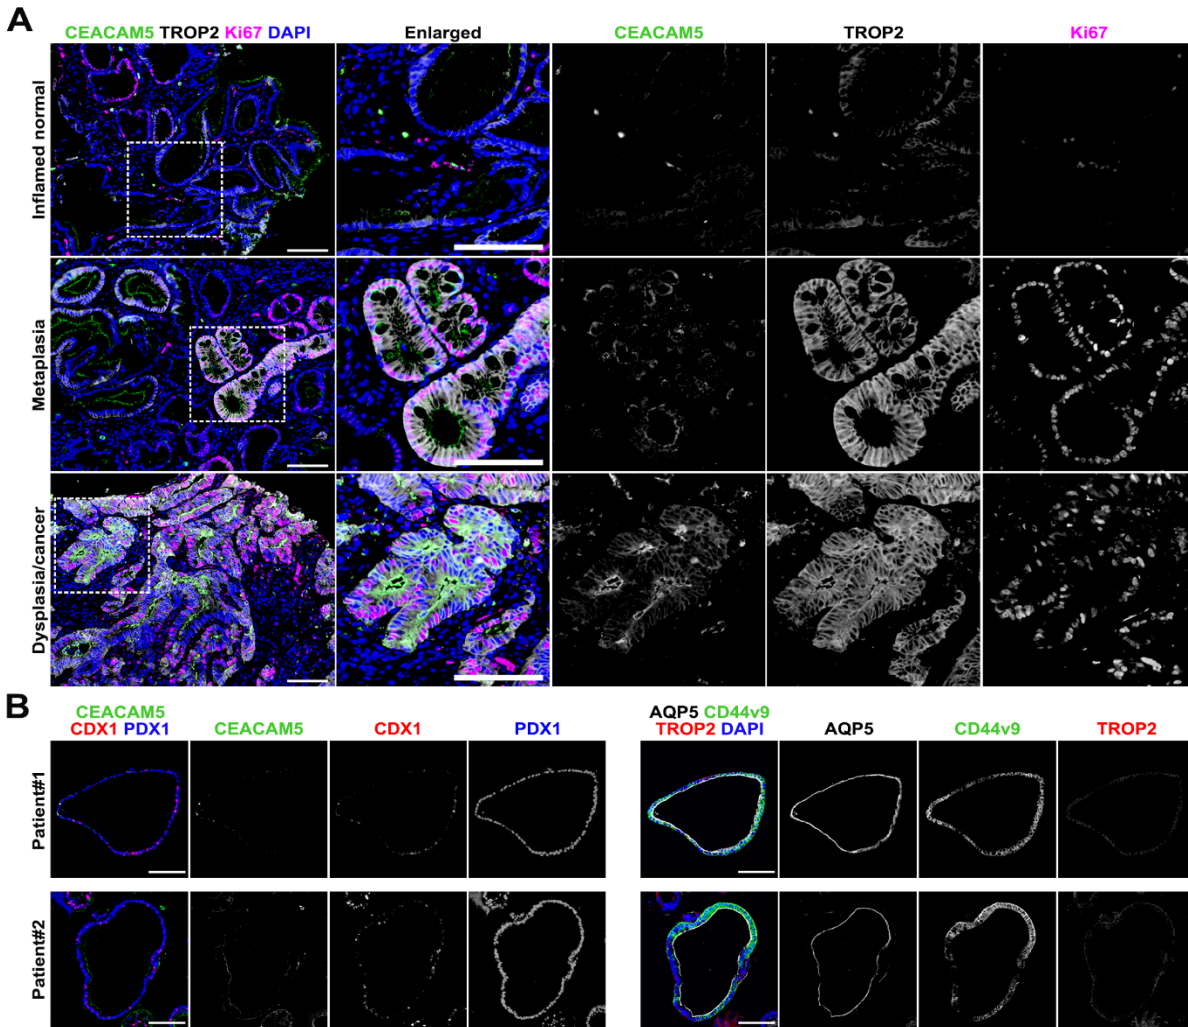 A
CEACAM5 TROP2 Ki67 DAPI
Enlarged
CEACAM5
TROP2
Ki67
Inflamed normal
Metaplasia
Dysplasia/cancer
B
CEACAM5
CDX1 PDX1
CEACAM5
CDX1
PDX1
AQP5 CD44v9
TROP2 DAPI
AQP5
CD44v9
TROP2
Patient#1
Patient#2